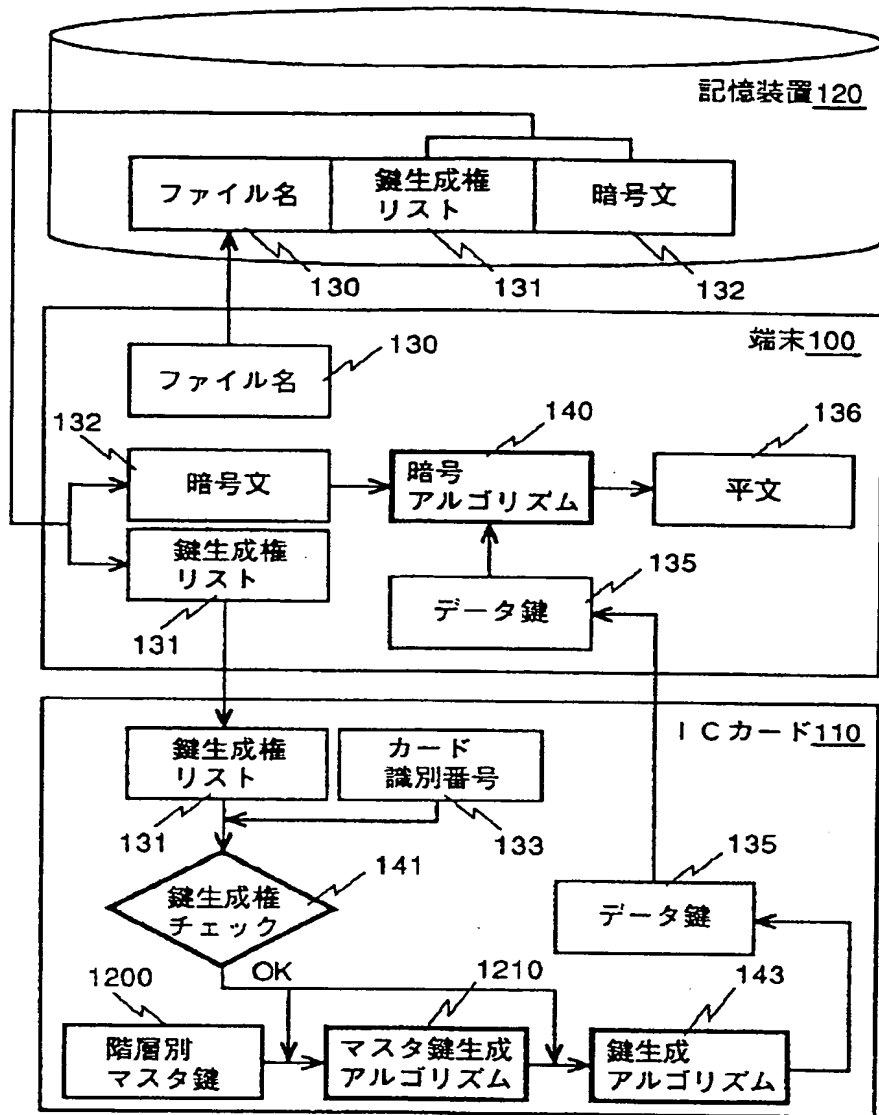 記憶装置120
ファイル名
鍵生成権
リスト
暗号文
130
131
132
端末100
ファイル名
130
132
暗号文
140
暗号
アルゴリズム
136
平文
鍵生成権
リスト
131
135
データ鍵
ICカード110
鍵生成権
リスト
131
カード
識別番号
133
鍵生成権
チェック
141
135
データ鍵
OK
1200
階層別
マスタ鍵
1210
マスタ鍵生成
アルゴリズム
143
鍵生成
アルゴリズム